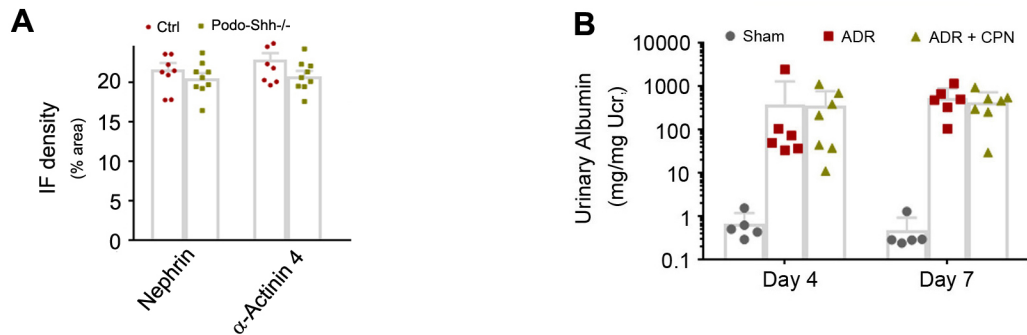 A
Ctrl
Podo-Shh-/-
IF density
(% area)
20
15
10
5
0
Nephrin
α-Actinin 4
B
Sham
ADR
ADR + CPN
Urinary Albumin
(mg/mg Ucr.)
10000
1000
100
10
1
0.1
Day 4
Day 7